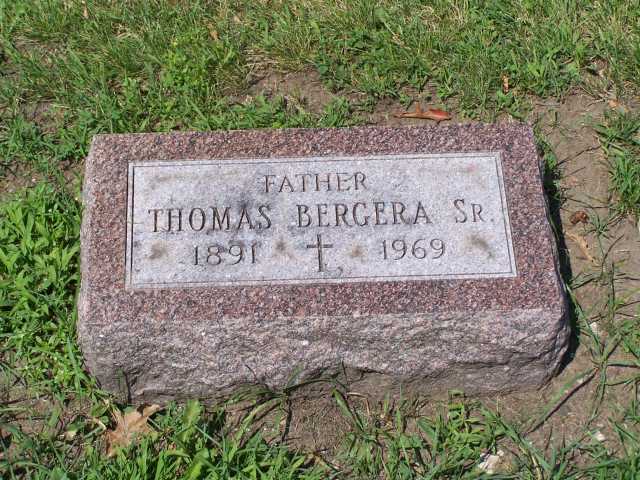 FATHER
THOMAS BERGERA SR.
1891 1969